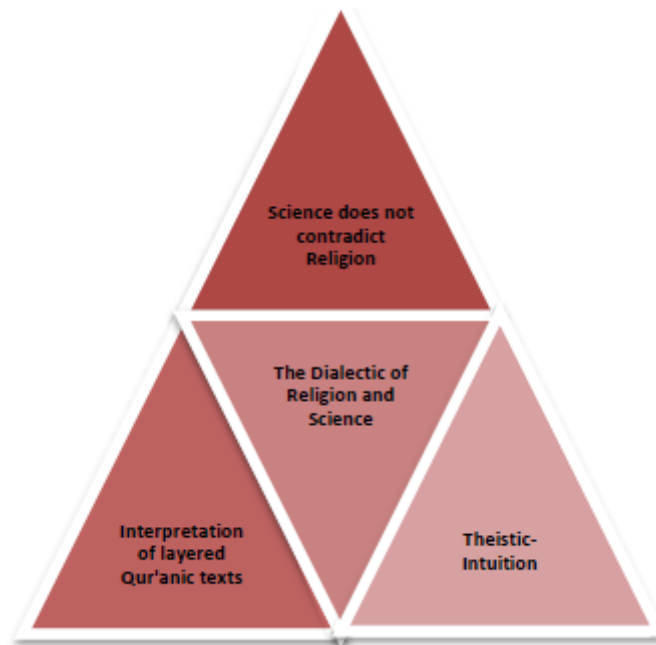 Science does not
contradict
Religion
The Dialectic of
Religion and
Science
Interpretation
of layered
Qur'anic texts
Theistic-
Intuition